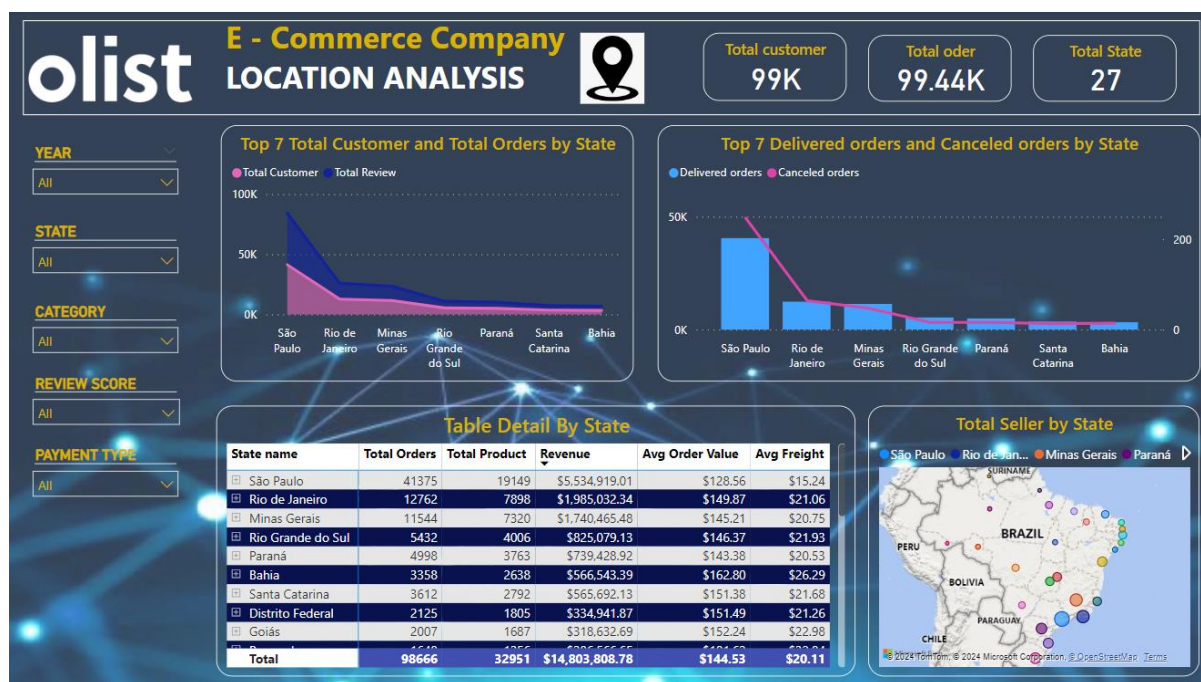 olist
E - Commerce Company
LOCATION ANALYSIS
Total customer
99K
Total oder
99.44K
Total State
27
YEAR
All
STATE
All
CATEGORY
All
REVIEW SCORE
All
PAYMENT TYPE
All
Top 7 Total Customer and Total Orders by State
Total Customer Total Review
100K
50K
0K
São Paulo
Rio de Janeiro
Minas Gerais
Rio Grande do Sul
Paraná
Santa Catarina
Bahia
Top 7 Delivered orders and Canceled orders by State
Delivered orders Canceled orders
50K
0K
200
0
São Paulo
Rio de Janeiro
Minas Gerais
Rio Grande do Sul
Paraná
Santa Catarina
Bahia
Table Detail By State
State name Total Orders Total Product Revenue Avg Order Value Avg Freight
São Paulo 41375 19149 $5,534,919.01 $128.56 $15.24
Rio de Janeiro 12762 7898 $1,985,032.34 $149.87 $21.06
Minas Gerais 11544 7320 $1,740,465.48 $145.21 $20.75
Rio Grande do Sul 5432 4006 $825,079.13 $146.37 $21.93
Paraná 4998 3763 $739,428.92 $143.38 $20.53
Bahia 3358 2638 $566,543.39 $162.80 $26.29
Santa Catarina 3612 2792 $565,692.13 $151.38 $21.68
Distrito Federal 2125 1805 $334,941.87 $151.49 $21.26
Goiás 2007 1687 $318,632.69 $152.24 $22.98
Total 98666 32951 $14,803,808.78 $144.53 $20.11
Total Seller by State
São Paulo Rio de Jan... Minas Gerais Paraná
SURINAME
BRAZIL
PERU
BOLIVIA
PARAGUAY
CHILE
© 2024 TomTom, © 2024 Microsoft Corporation, © OpenStreetMap Terms